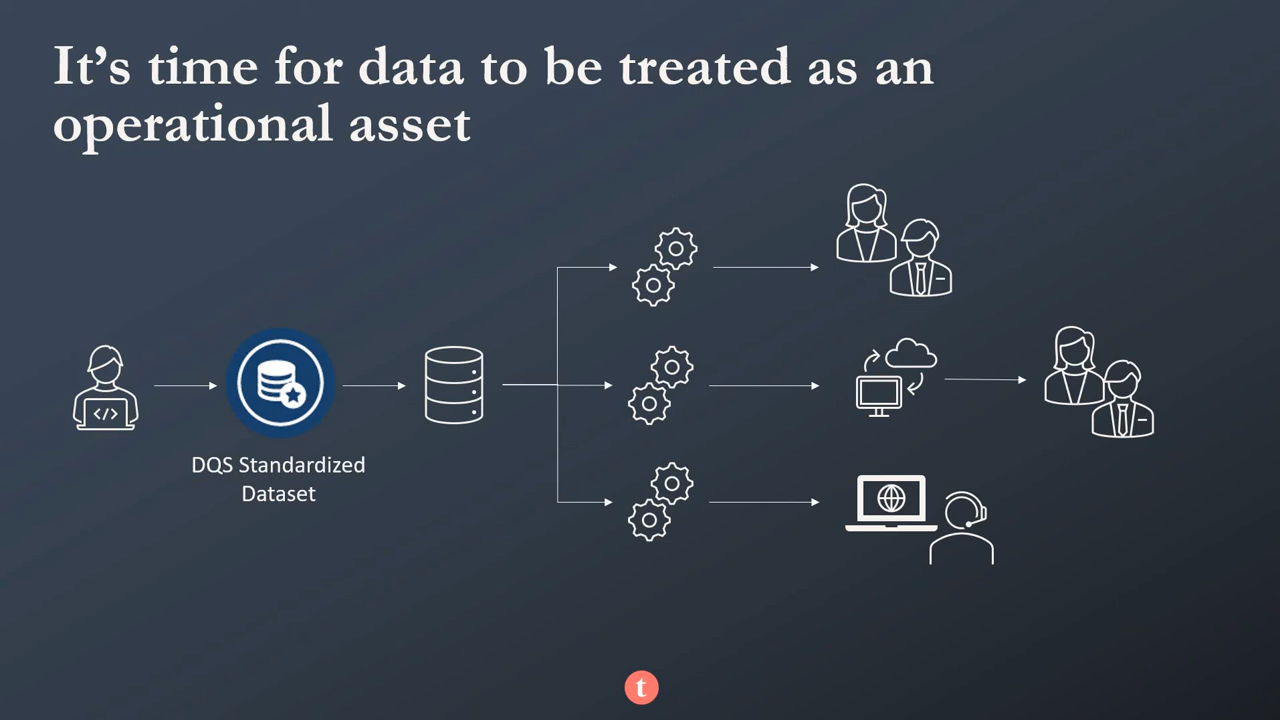 It’s time for data to be treated as an
operational asset
</>
DQS Standardized
Dataset
t